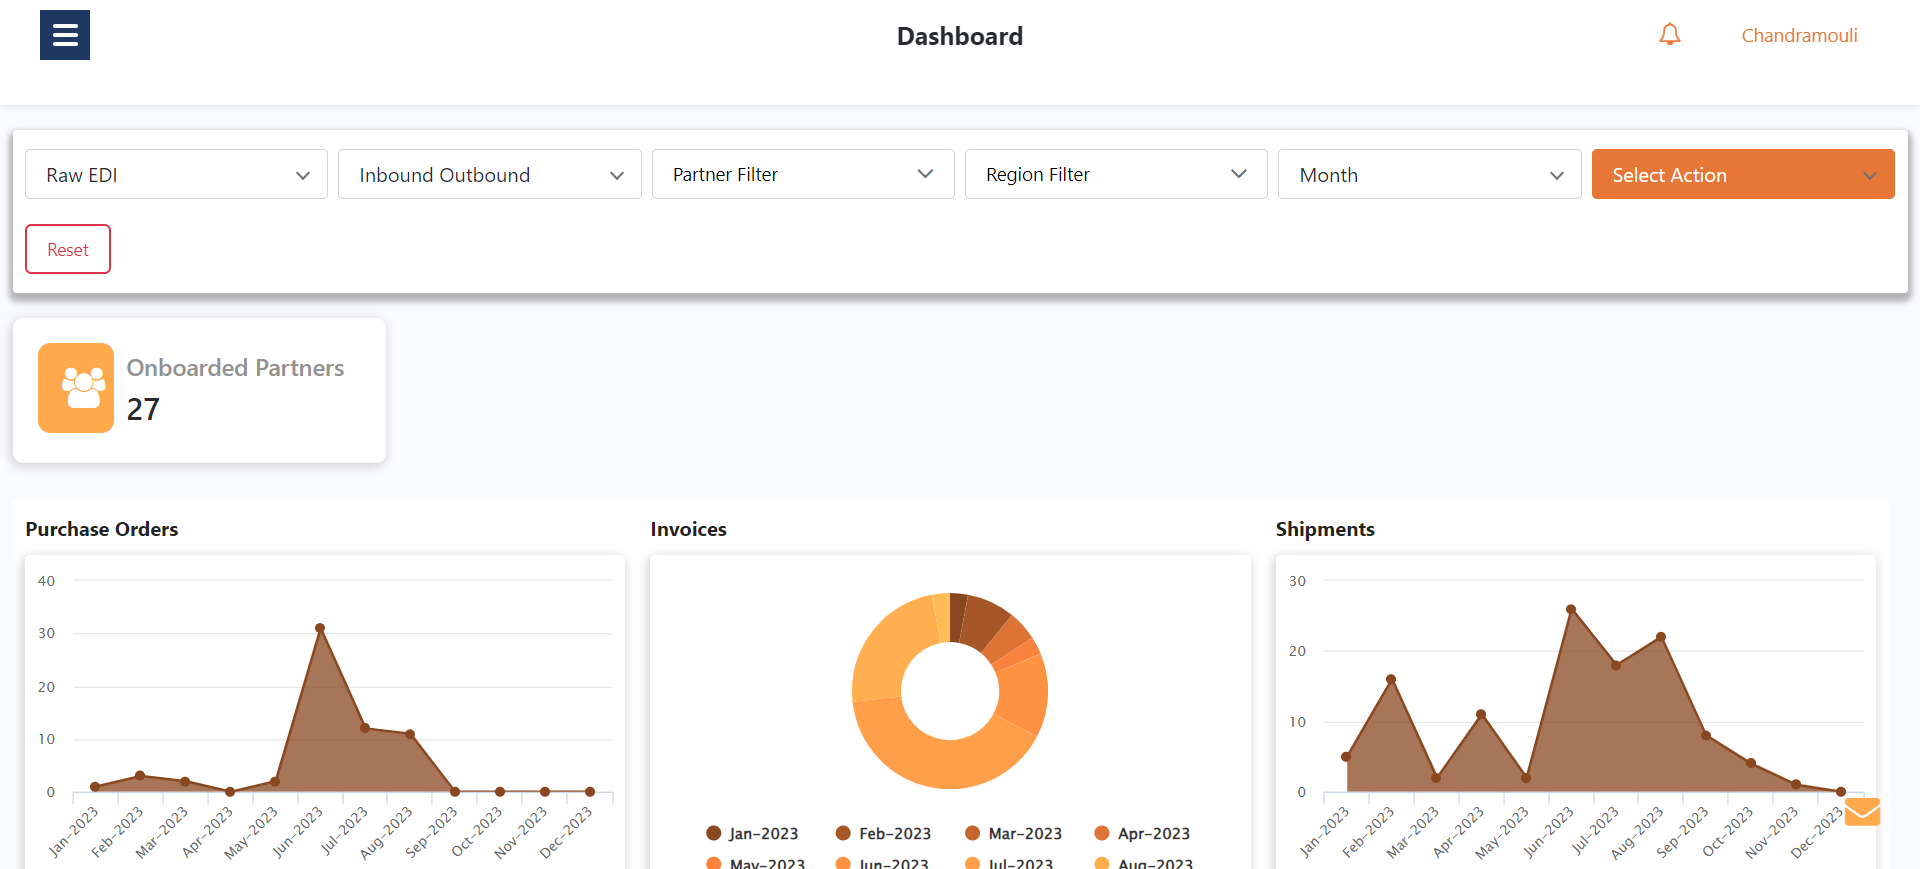 Dashboard
Chandramouli
Raw EDI
Inbound Outbound
Partner Filter
Region Filter
Month
Select Action
Reset
Onboarded Partners
27
Purchase Orders
40
30
20
10
0
Jan-2023
Feb-2023
Mar-2023
Apr-2023
May-2023
Jun-2023
Jul-2023
Aug-2023
Sep-2023
Oct-2023
Nov-2023
Dec-2023
Invoices
Jan-2023
Feb-2023
Mar-2023
Apr-2023
May-2023
Jun-2023
Jul-2023
Aug-2023
Shipments
30
20
10
0
Jan-2023
Feb-2023
Mar-2023
Apr-2023
May-2023
Jun-2023
Jul-2023
Aug-2023
Sep-2023
Oct-2023
Nov-2023
Dec-2023